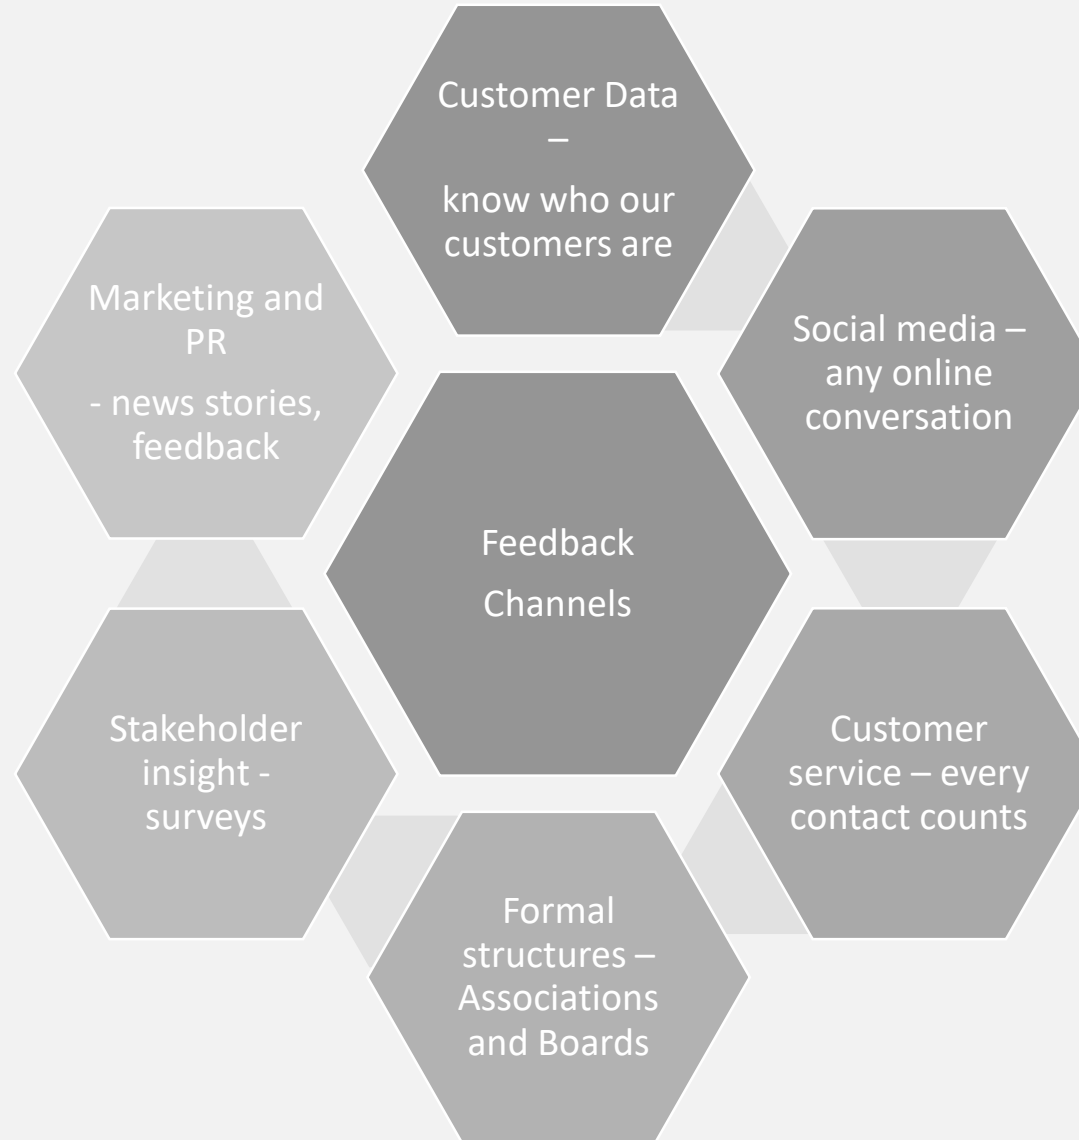 Customer Data
–
know who our
customers are
Social media –
any online
conversation
Customer
service – every
contact counts
Formal
structures –
Associations
and Boards
Stakeholder
insight -
surveys
Marketing and
PR
- news stories,
feedback
Feedback
Channels